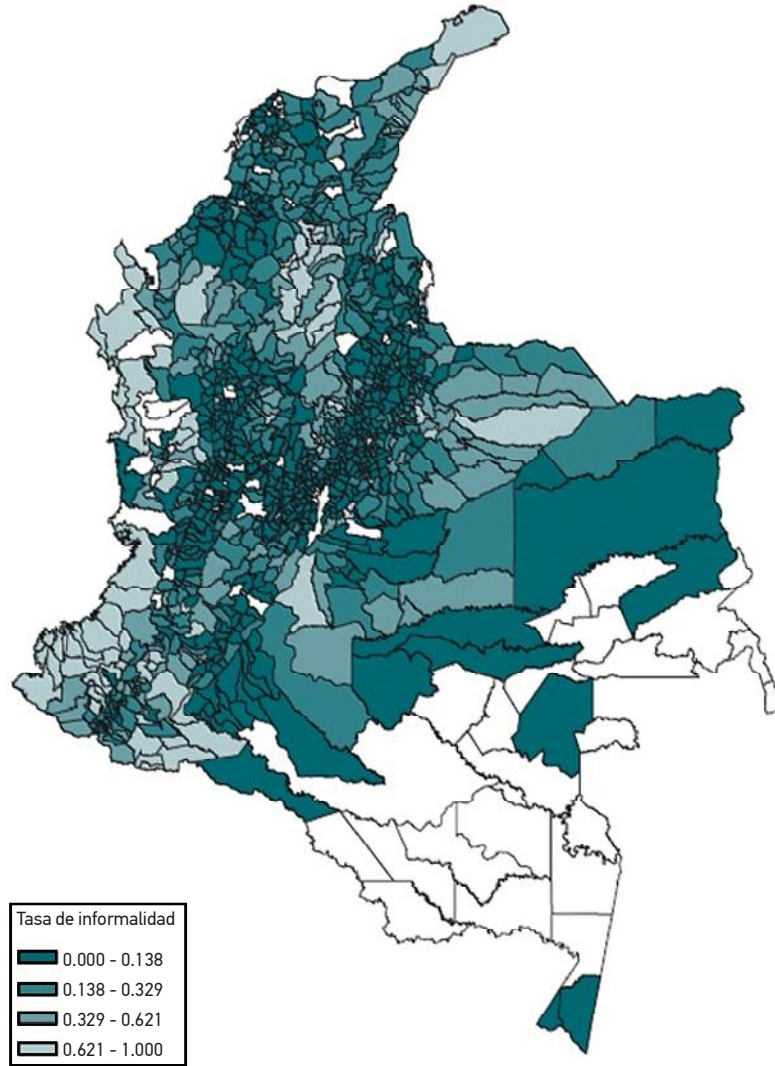 Tasa de informalidad
0.000 - 0.138
0.138 - 0.329
0.329 - 0.621
0.621 - 1.000